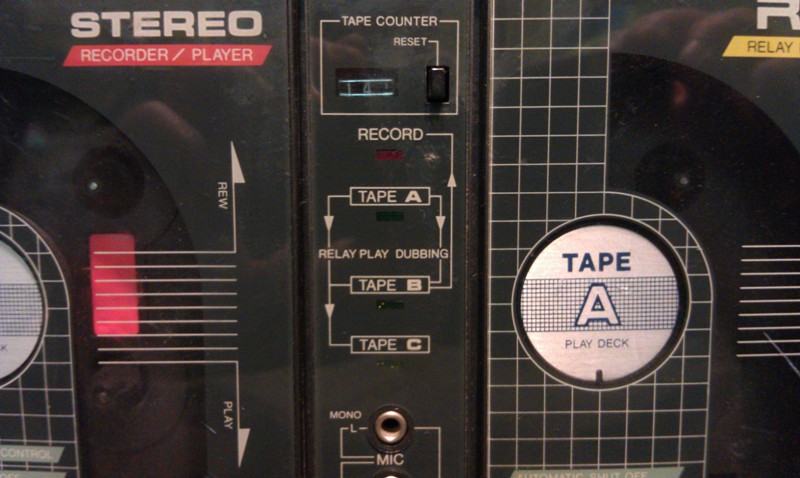 STEREO
RECORDER / PLAYER
REW
PLAY
CONTROL
TAPE COUNTER
RESET
RECORD
TAPE A
RELAY PLAY DUBBING
TAPE B
TAPE C
MONO
L
MIC
R
RELAY
TAPE
A
PLAY DECK
AUTOMATIC SHUT OFF